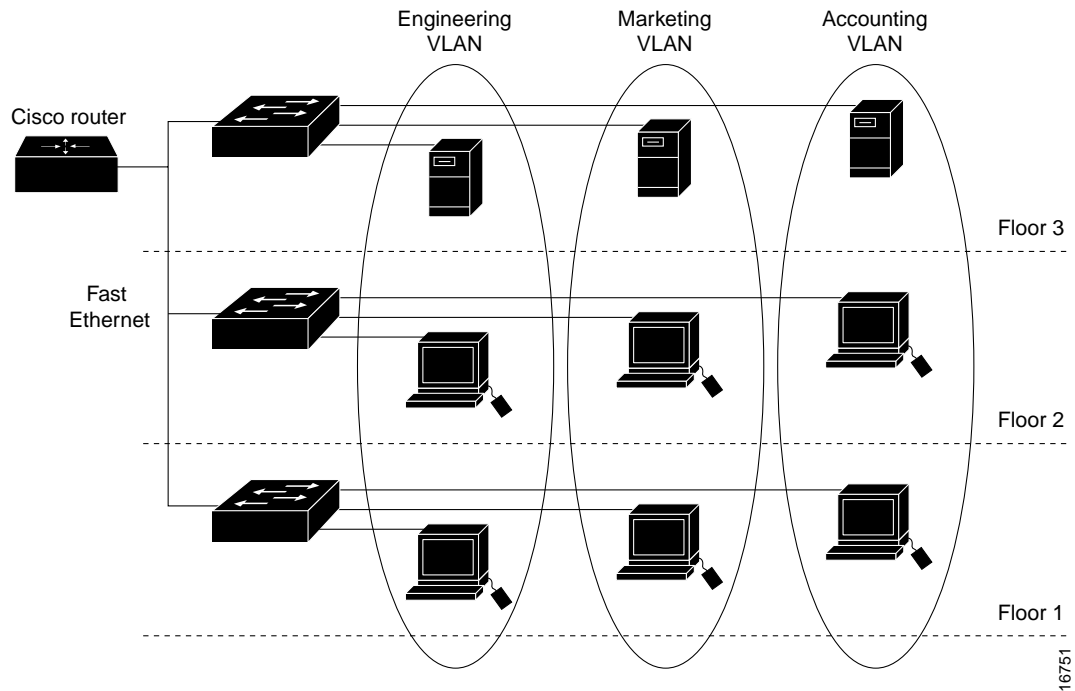 Engineering
VLAN
Marketing
VLAN
Accounting
VLAN
Cisco router
Floor 3
Fast
Ethernet
Floor 2
Floor 1
16751